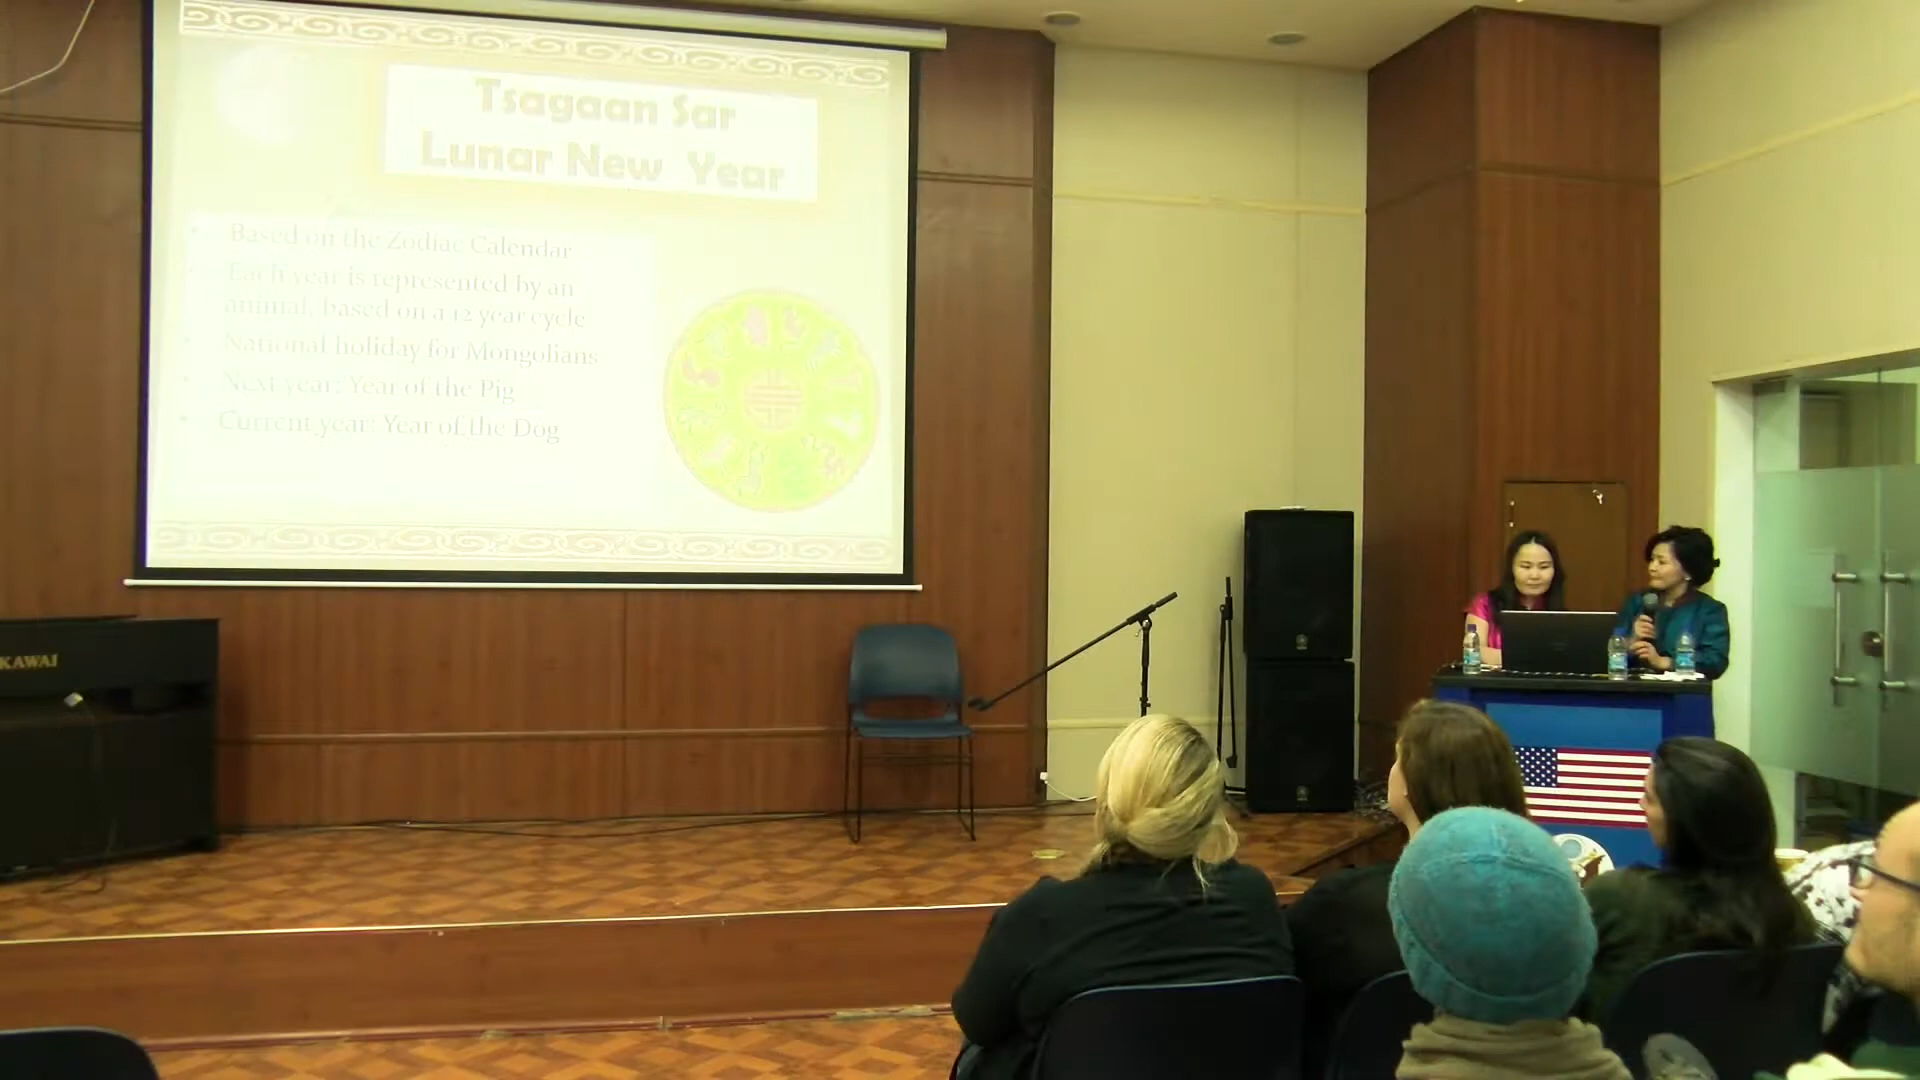 Tsagaan Sar
Lunar New Year
Based on the Zodiac Calendar
Each year is represented by an
animal, based on a 12 year cycle
National holiday for Mongolians
Next year: Year of the Pig
Current year: Year of the Dog
KAWAI